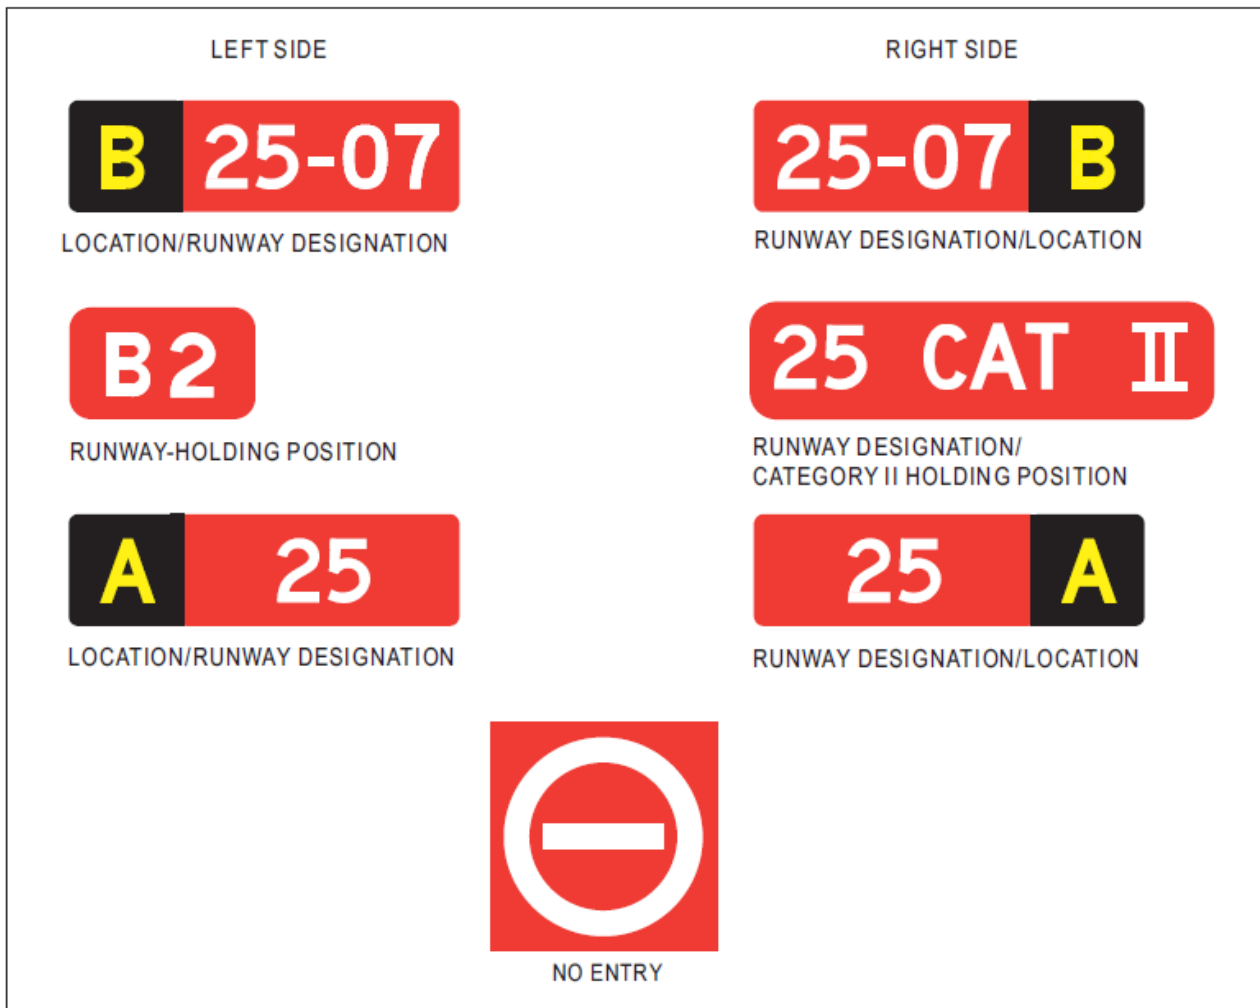 LEFT SIDE
RIGHT SIDE
B 25-07
25-07 B
LOCATION/RUNWAY DESIGNATION
RUNWAY DESIGNATION/LOCATION
B2
25 CAT II
RUNWAY-HOLDING POSITION
RUNWAY DESIGNATION/
CATEGORY II HOLDING POSITION
A 25
25 A
LOCATION/RUNWAY DESIGNATION
RUNWAY DESIGNATION/LOCATION
NO ENTRY